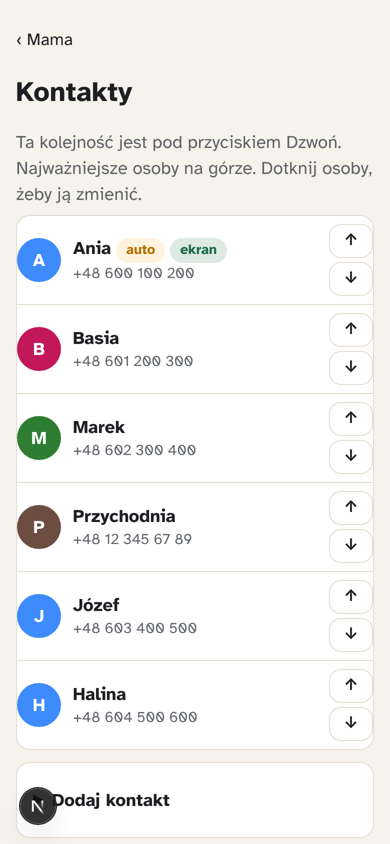 ‹ Mama
Kontakty
Ta kolejność jest pod przyciskiem Dzwoń.
Najważniejsze osoby na górze. Dotknij osoby,
żeby ją zmienić.
A Ania auto ekran ↑
+48 600 100 200 ↓
B Basia ↑
+48 601 200 300 ↓
M Marek ↑
+48 602 300 400 ↓
P Przychodnia ↑
+48 12 345 67 89 ↓
J Józef ↑
+48 603 400 500 ↓
H Halina ↑
+48 604 500 600 ↓
N Dodaj kontakt